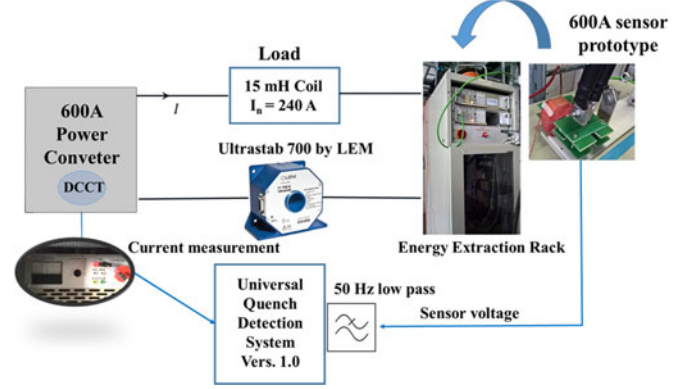 600A sensor
prototype
Load
15 mH Coil
Iₙ = 240 A
I
600A
Power
Conveter
DCCT
Ultrastab 700 by LEM
LEM
Energy Extraction Rack
Current measurement
Universal
Quench
Detection
System
Vers. 1.0
50 Hz low pass
Sensor voltage